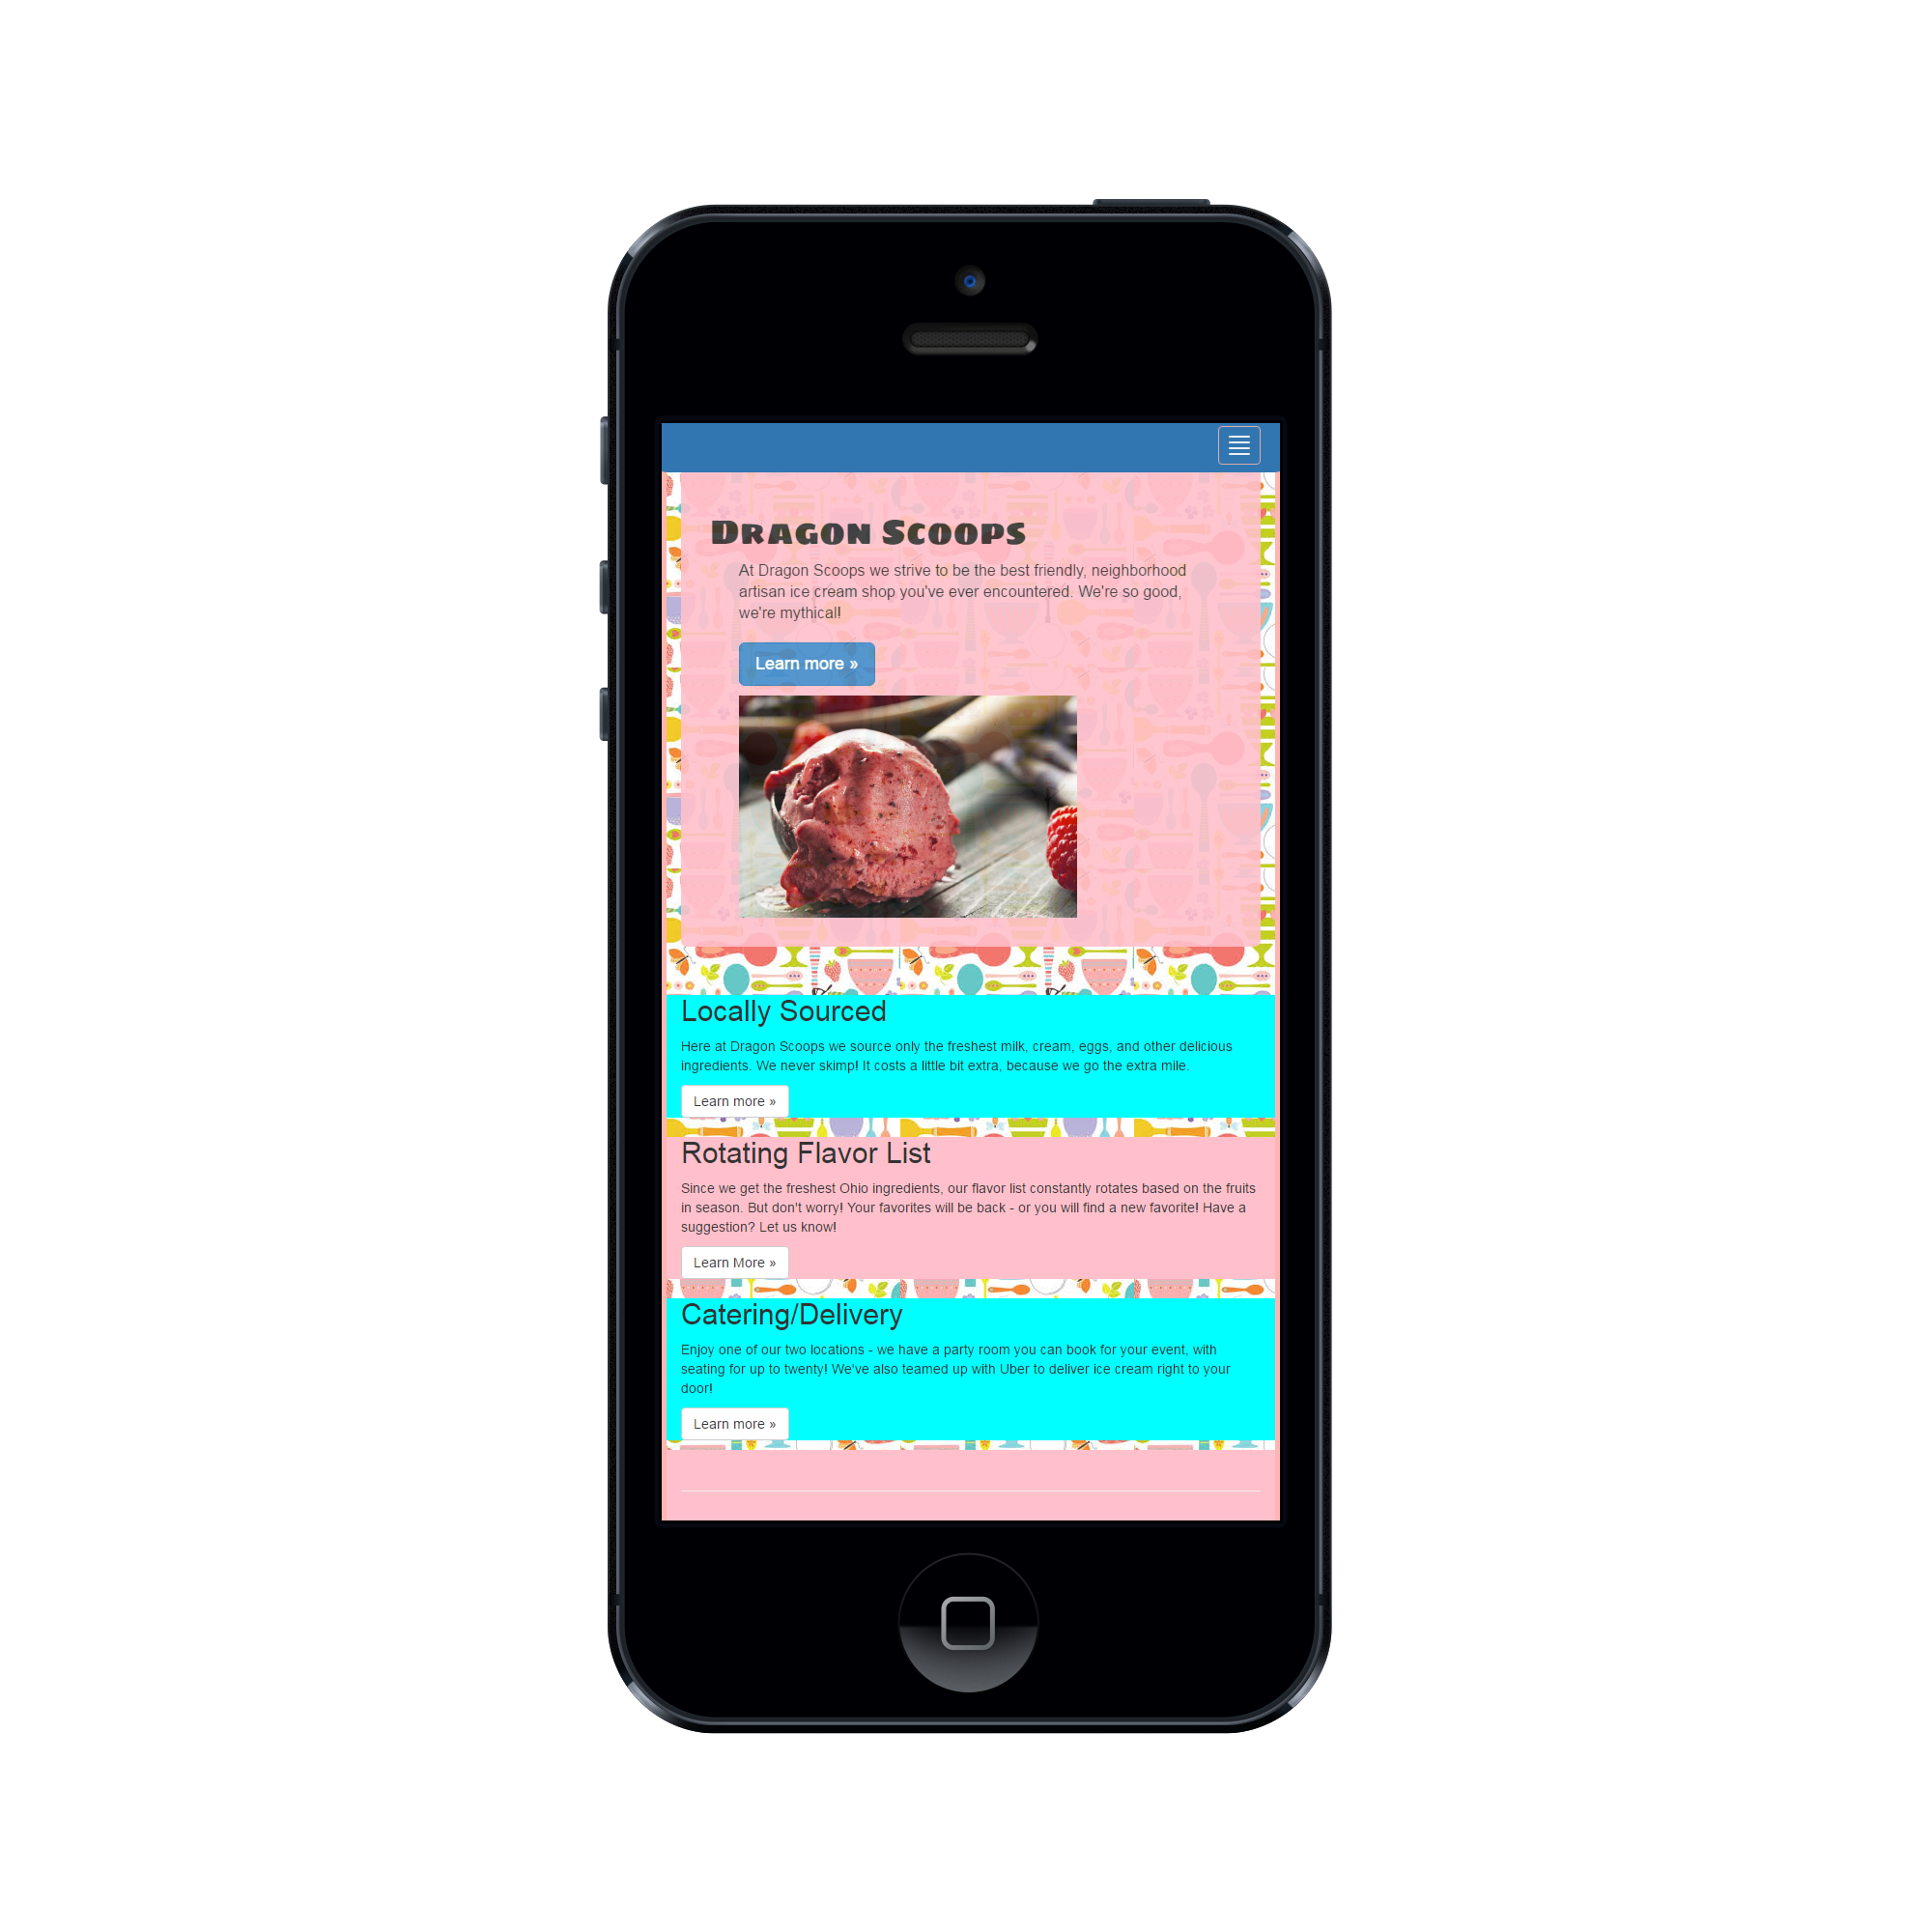 Dragon Scoops
At Dragon Scoops we strive to be the best friendly, neighborhood
artisan ice cream shop you've ever encountered. We're so good,
we're mythical!
Learn more »
Locally Sourced
Here at Dragon Scoops we source only the freshest milk, cream, eggs, and other delicious
ingredients. We never skimp! It costs a little bit extra, because we go the extra mile.
Learn more »
Rotating Flavor List
Since we get the freshest Ohio ingredients, our flavor list constantly rotates based on the fruits
in season. But don't worry! Your favorites will be back - or you will find a new favorite! Have a
suggestion? Let us know!
Learn More »
Catering/Delivery
Enjoy one of our two locations - we have a party room you can book for your event, with
seating for up to twenty! We've also teamed up with Uber to deliver ice cream right to your
door!
Learn more »